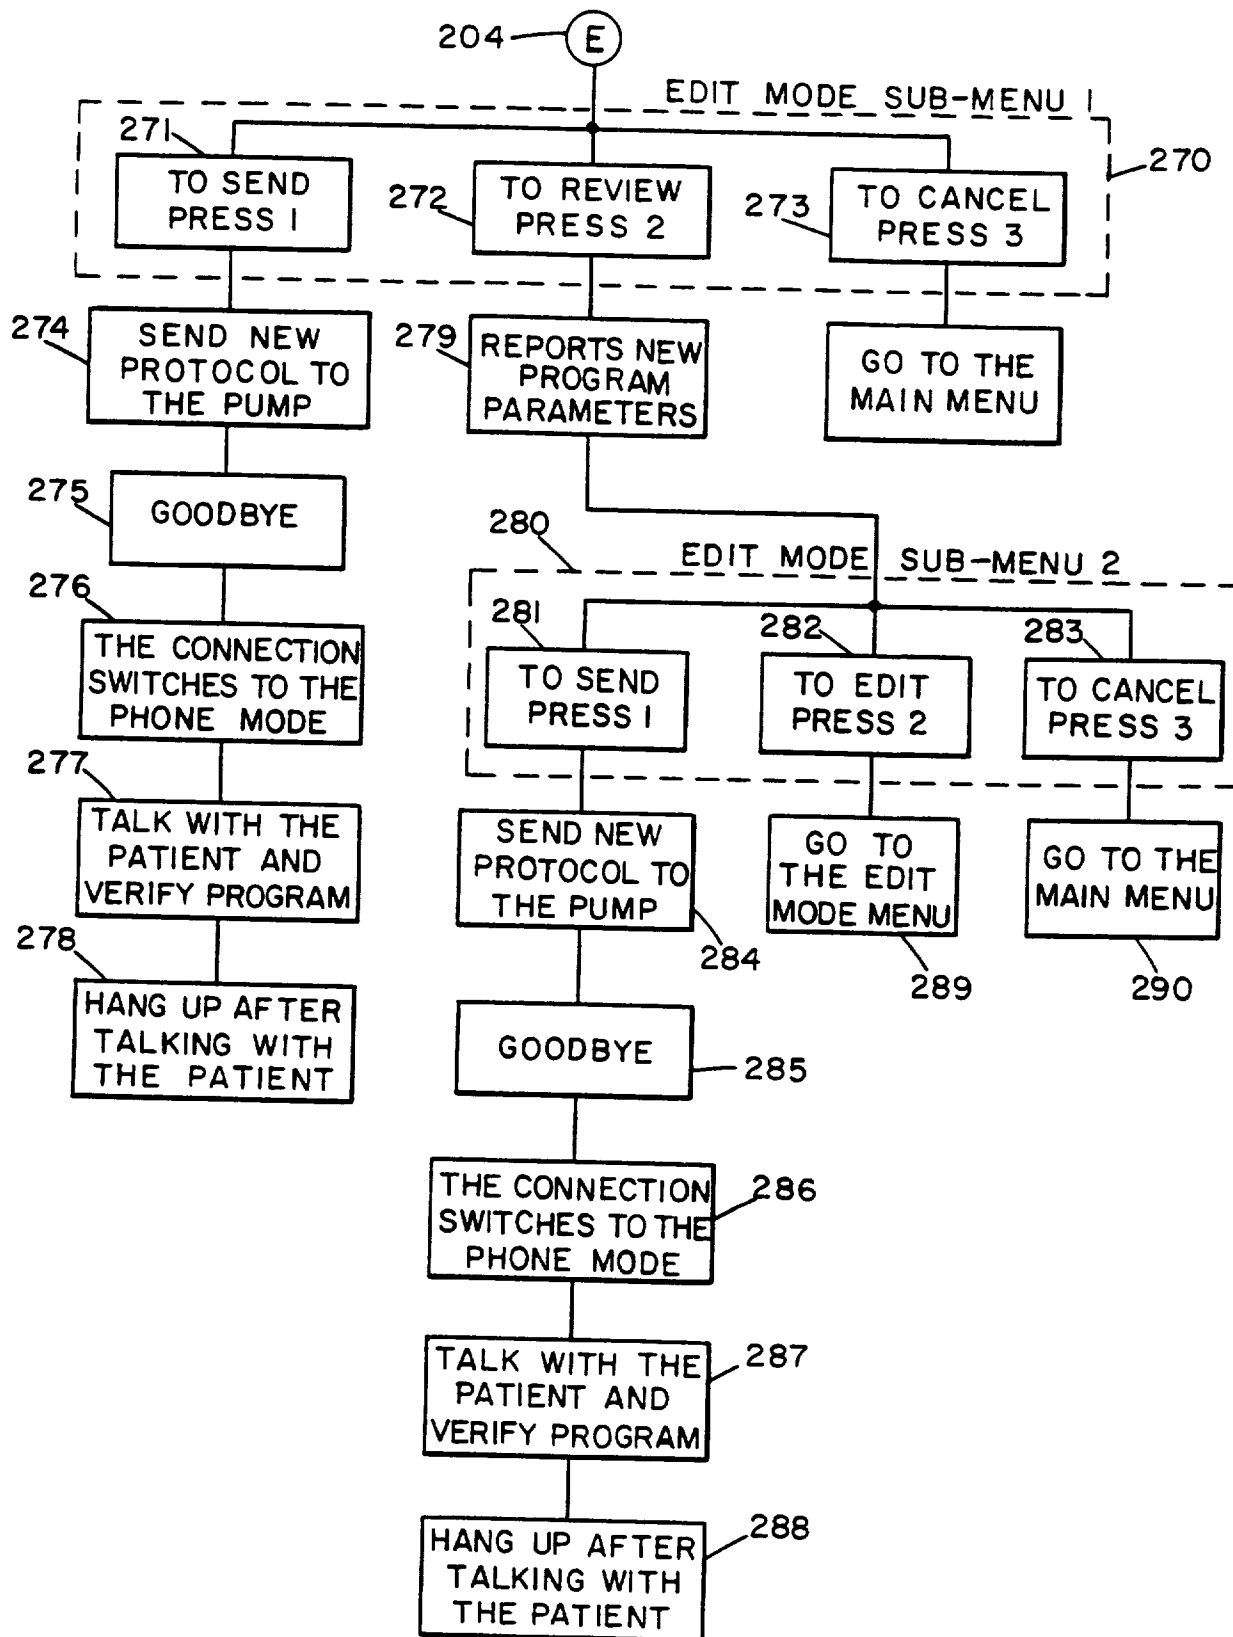 204
E
EDIT MODE SUB-MENU 1
270
271
TO SEND
PRESS 1
272
TO REVIEW
PRESS 2
273
TO CANCEL
PRESS 3
274
SEND NEW
PROTOCOL TO
THE PUMP
279
REPORTS NEW
PROGRAM
PARAMETERS
GO TO THE
MAIN MENU
275
GOODBYE
280
EDIT MODE SUB-MENU 2
276
THE CONNECTION
SWITCHES TO THE
PHONE MODE
281
TO SEND
PRESS 1
282
TO EDIT
PRESS 2
283
TO CANCEL
PRESS 3
277
TALK WITH THE
PATIENT AND
VERIFY PROGRAM
SEND NEW
PROTOCOL TO
THE PUMP
284
GO TO
THE EDIT
MODE MENU
289
GO TO THE
MAIN MENU
290
278
HANG UP AFTER
TALKING WITH
THE PATIENT
GOODBYE
285
THE CONNECTION
SWITCHES TO THE
PHONE MODE
286
TALK WITH THE
PATIENT AND
VERIFY PROGRAM
287
HANG UP AFTER
TALKING WITH
THE PATIENT
288